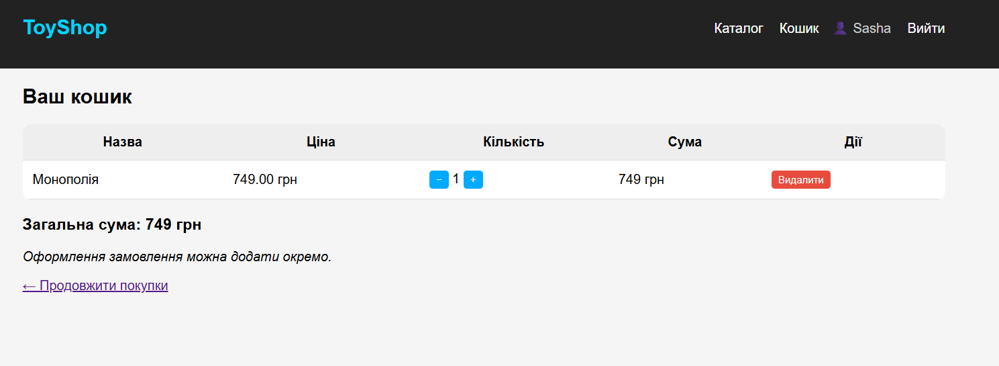 ToyShop
Каталог Кошик Sasha Вийти
Ваш кошик
Назва Ціна Кількість Сума Дії
Монополія 749.00 грн − 1 + 749 грн Видалити
Загальна сума: 749 грн
Оформлення замовлення можна додати окремо.
← Продовжити покупки